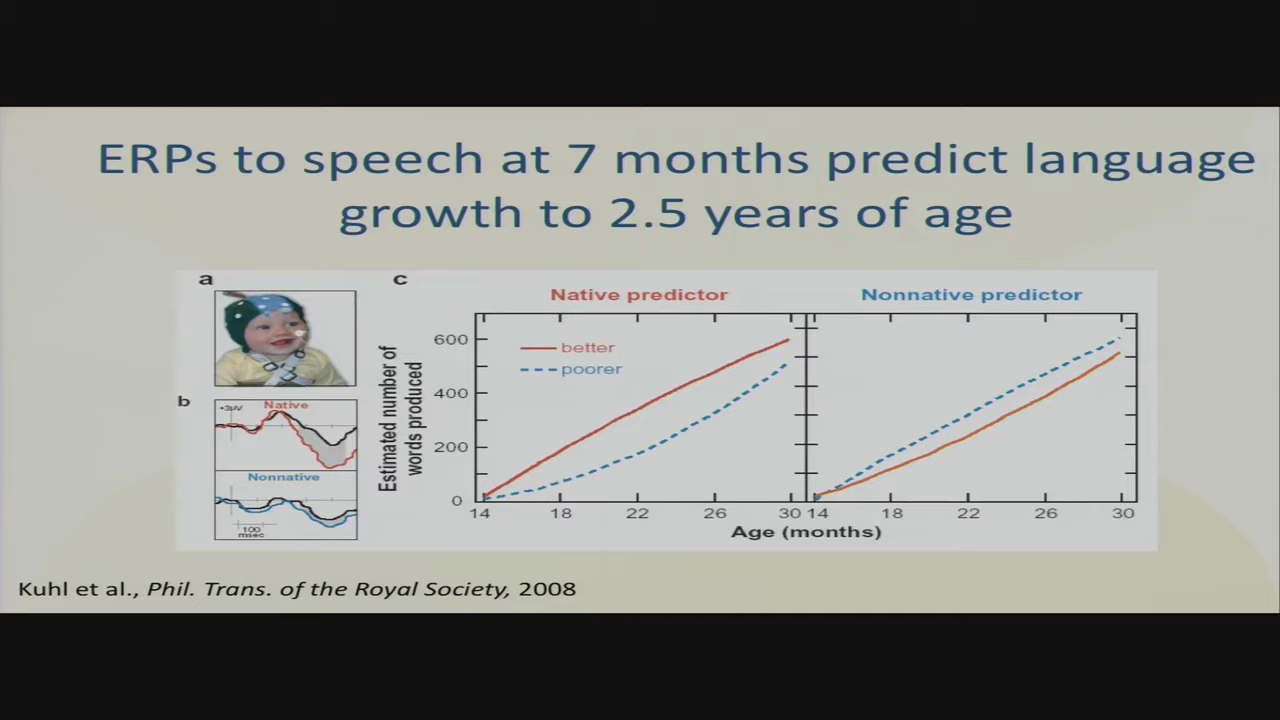 ERPs to speech at 7 months predict language
growth to 2.5 years of age
a
b
+3μV
Native
Nonnative
100
msec
c
Native predictor
Nonnative predictor
Estimated number of
words produced
600
400
200
0
better
poorer
14 18 22 26 30
14 18 22 26 30
Age (months)
Kuhl et al., Phil. Trans. of the Royal Society, 2008